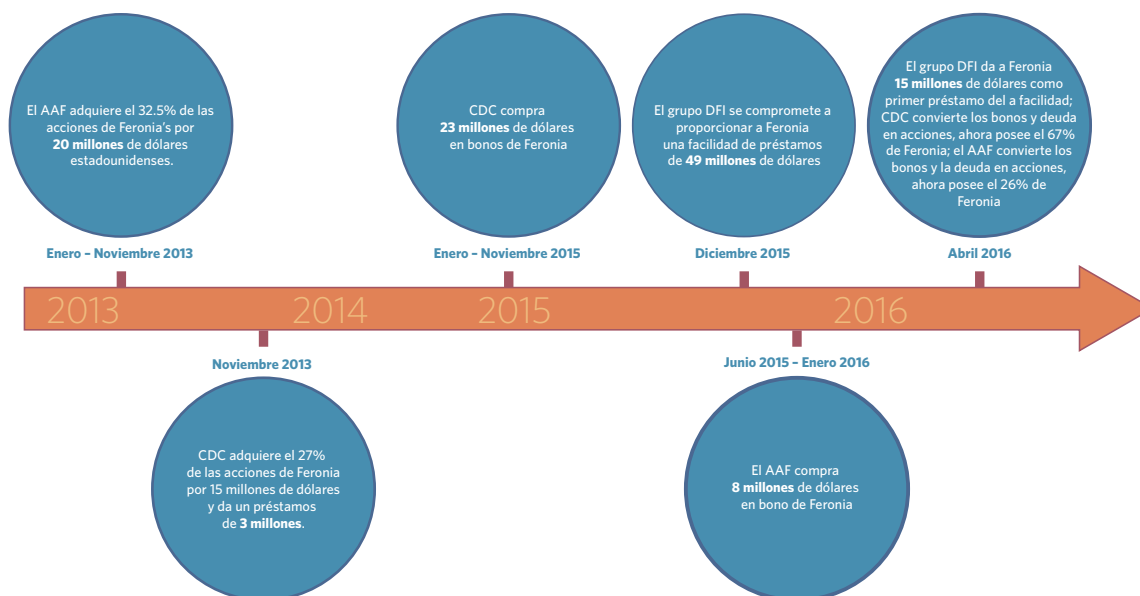 El AAF adquiere el 32.5% de las
acciones de Feronia's por
20 millones de dólares
estadounidenses.
Enero – Noviembre 2013
CDC compra
23 millones de dólares
en bonos de Feronia
Enero – Noviembre 2015
El grupo DFI se compromete a
proporcionar a Feronia
una facilidad de préstamos
de 49 millones de dólares
Diciembre 2015
El grupo DFI da a Feronia
15 millones de dólares como
primer préstamo del a facilidad;
CDC convierte los bonos y deuda
en acciones, ahora posee el 67%
de Feronia; el AAF convierte los
bonos y la deuda en acciones,
ahora posee el 26% de
Feronia
Abril 2016
2013
2014
2015
2016
Noviembre 2013
CDC adquiere el 27%
de las acciones de Feronia
por 15 millones de dólares
y da un préstamos
de 3 millones.
Junio 2015 – Enero 2016
El AAF compra
8 millones de dólares
en bono de Feronia